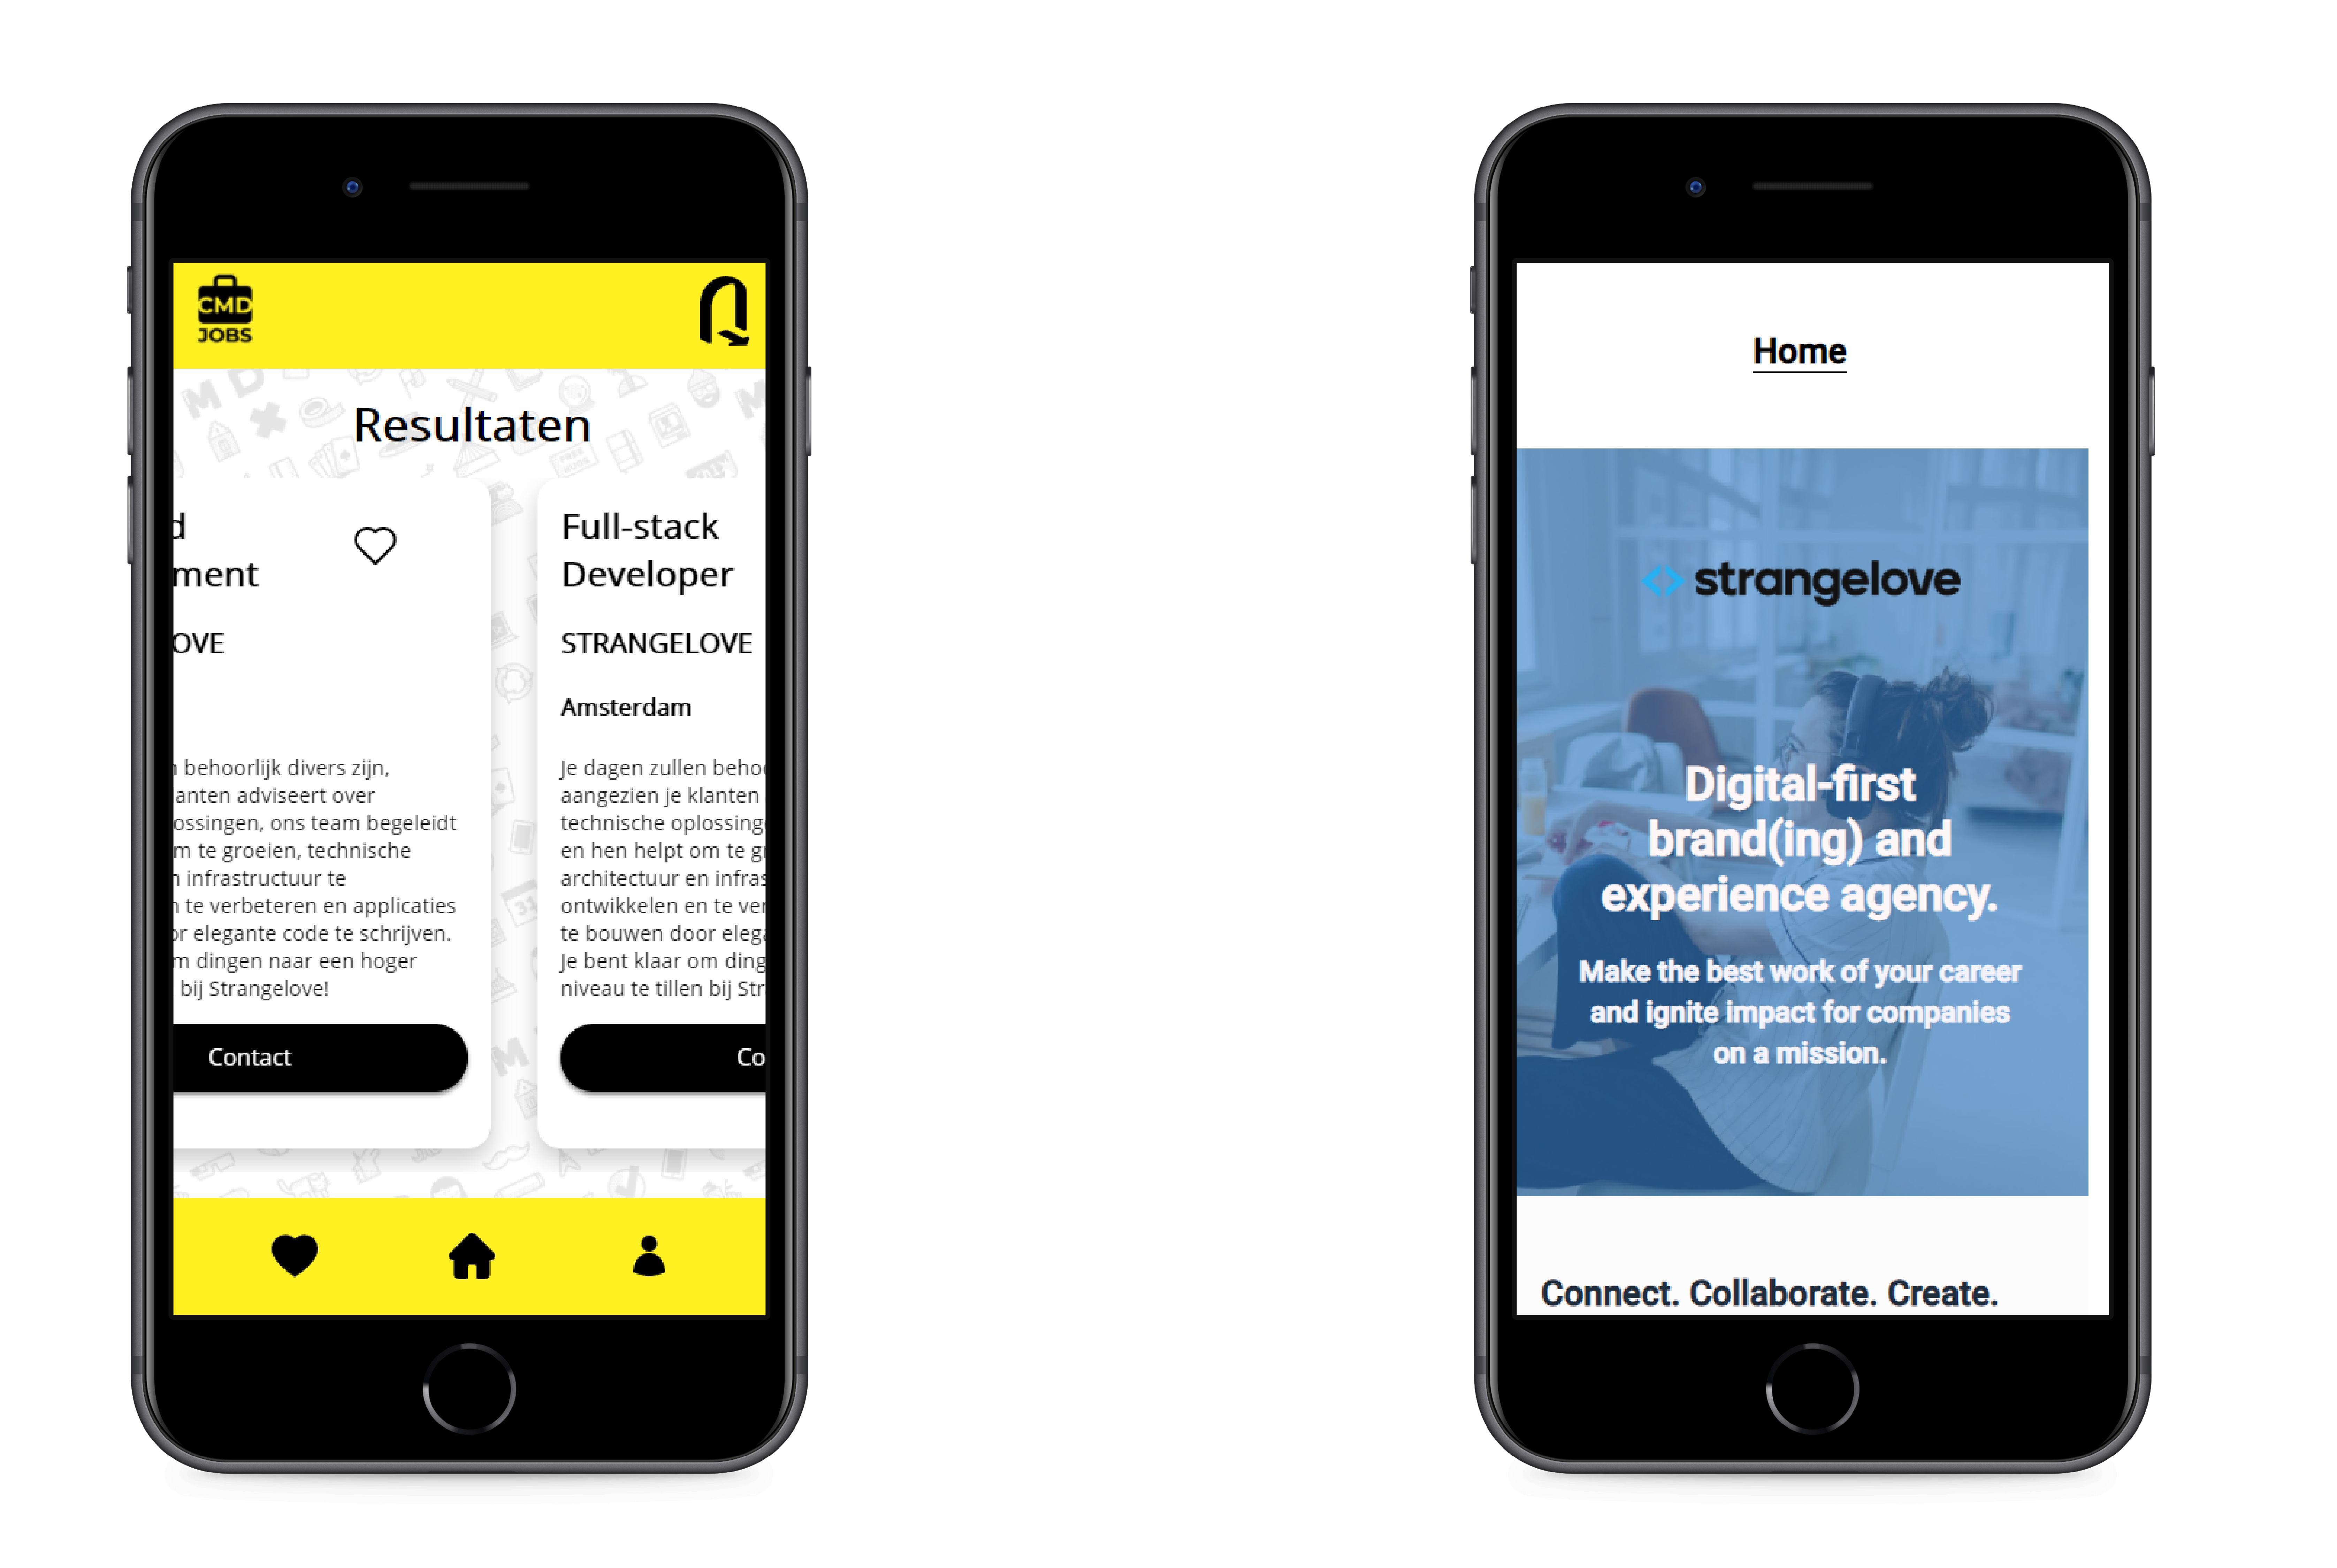 CMD
JOBS
Resultaten
d
ment
OVE
behoorlijk divers zijn,
anten adviseert over
ossingen, ons team begeleidt
m te groeien, technische
infrastructuur te
te verbeteren en applicaties
or elegante code te schrijven.
m dingen naar een hoger
bij Strangelove!
Contact
Full-stack
Developer
STRANGELOVE
Amsterdam
Je dagen zullen beho
aangezien je klanten
technische oplossing
en hen helpt om te g
architectuur en infras
ontwikkelen en te ver
te bouwen door eleg
Je bent klaar om ding
niveau te tillen bij Str
Co
Home
<> strangelove
Digital-first
brand(ing) and
experience agency.
Make the best work of your career
and ignite impact for companies
on a mission.
Connect. Collaborate. Create.